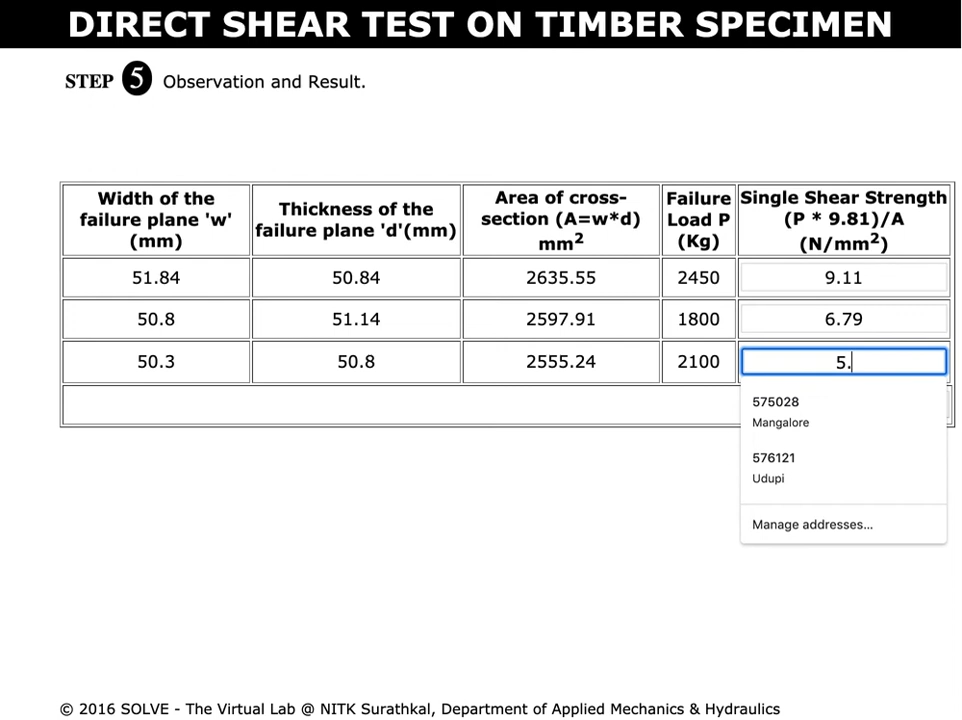 DIRECT SHEAR TEST ON TIMBER SPECIMEN
STEP 5 Observation and Result.
Width of the failure plane 'w' (mm) Thickness of the failure plane 'd'(mm) Area of cross-section (A=w*d) mm² Failure Load P (Kg) Single Shear Strength (P * 9.81)/A (N/mm²)
51.84 50.84 2635.55 2450 9.11
50.8 51.14 2597.91 1800 6.79
50.3 50.8 2555.24 2100 5.
575028
Mangalore
576121
Udupi
Manage addresses...
© 2016 SOLVE - The Virtual Lab @ NITK Surathkal, Department of Applied Mechanics & Hydraulics